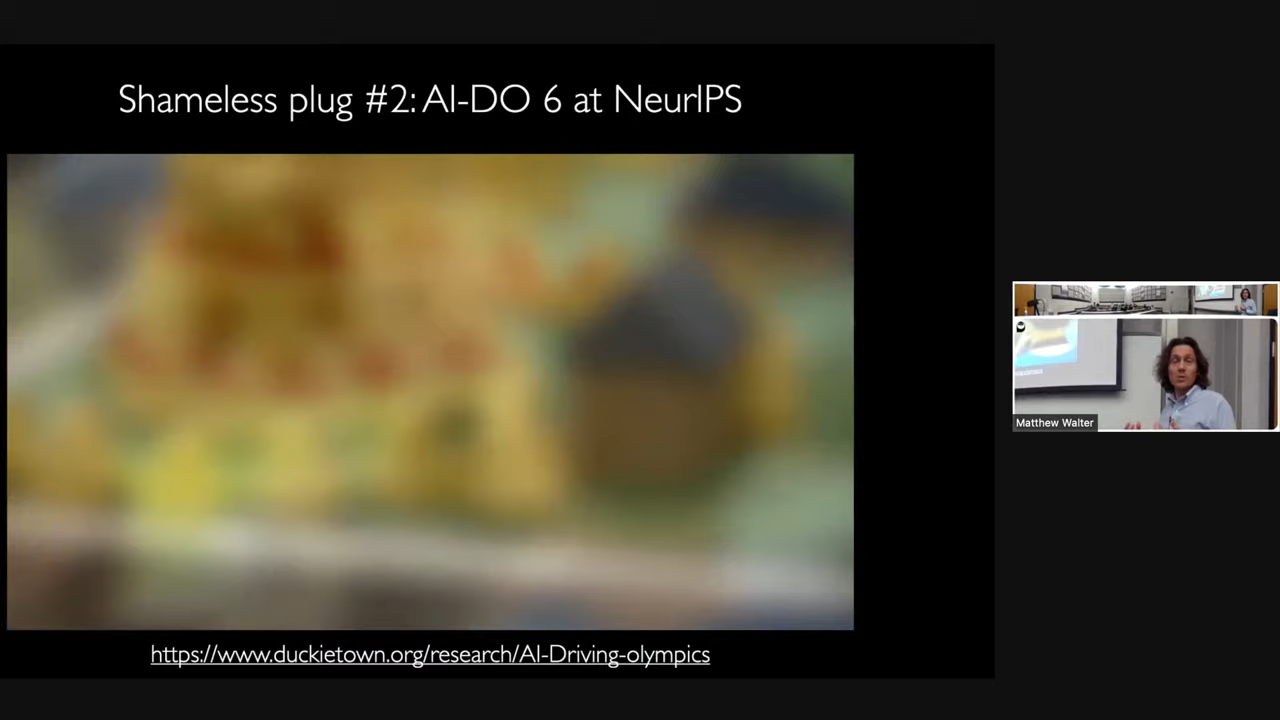 Shameless plug #2: AI-DO 6 at NeurIPS
https://www.duckietown.org/research/AI-Driving-olympics
Matthew Walter